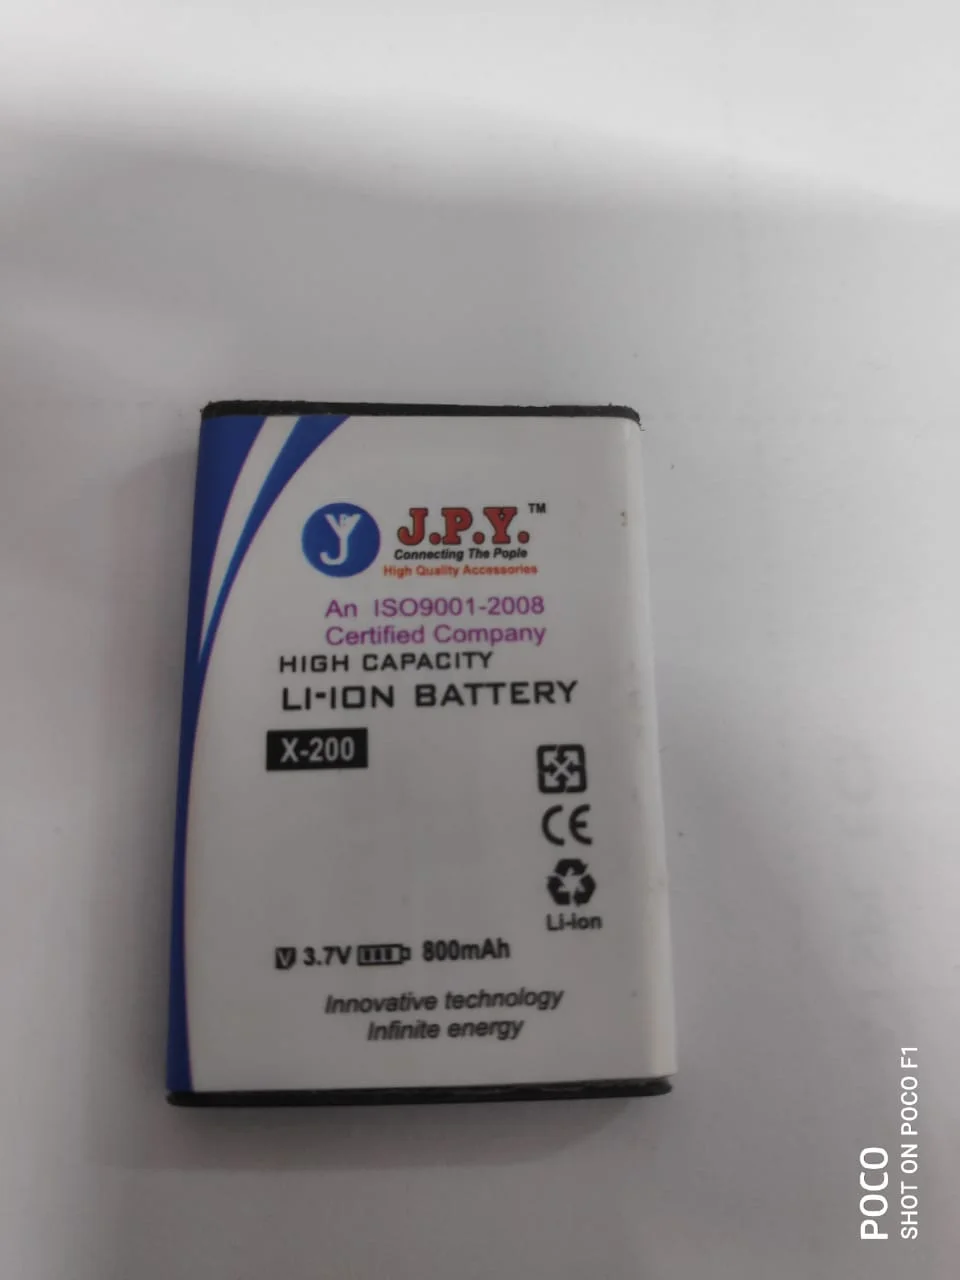 J.P.Y.™
Connecting The Pople
High Quality Accessories
An ISO9001-2008
Certified Company
HIGH CAPACITY
LI-ION BATTERY
X-200
CE
Li-ion
V 3.7V 800mAh
Innovative technology
Infinite energy
POCO
SHOT ON POCO F1